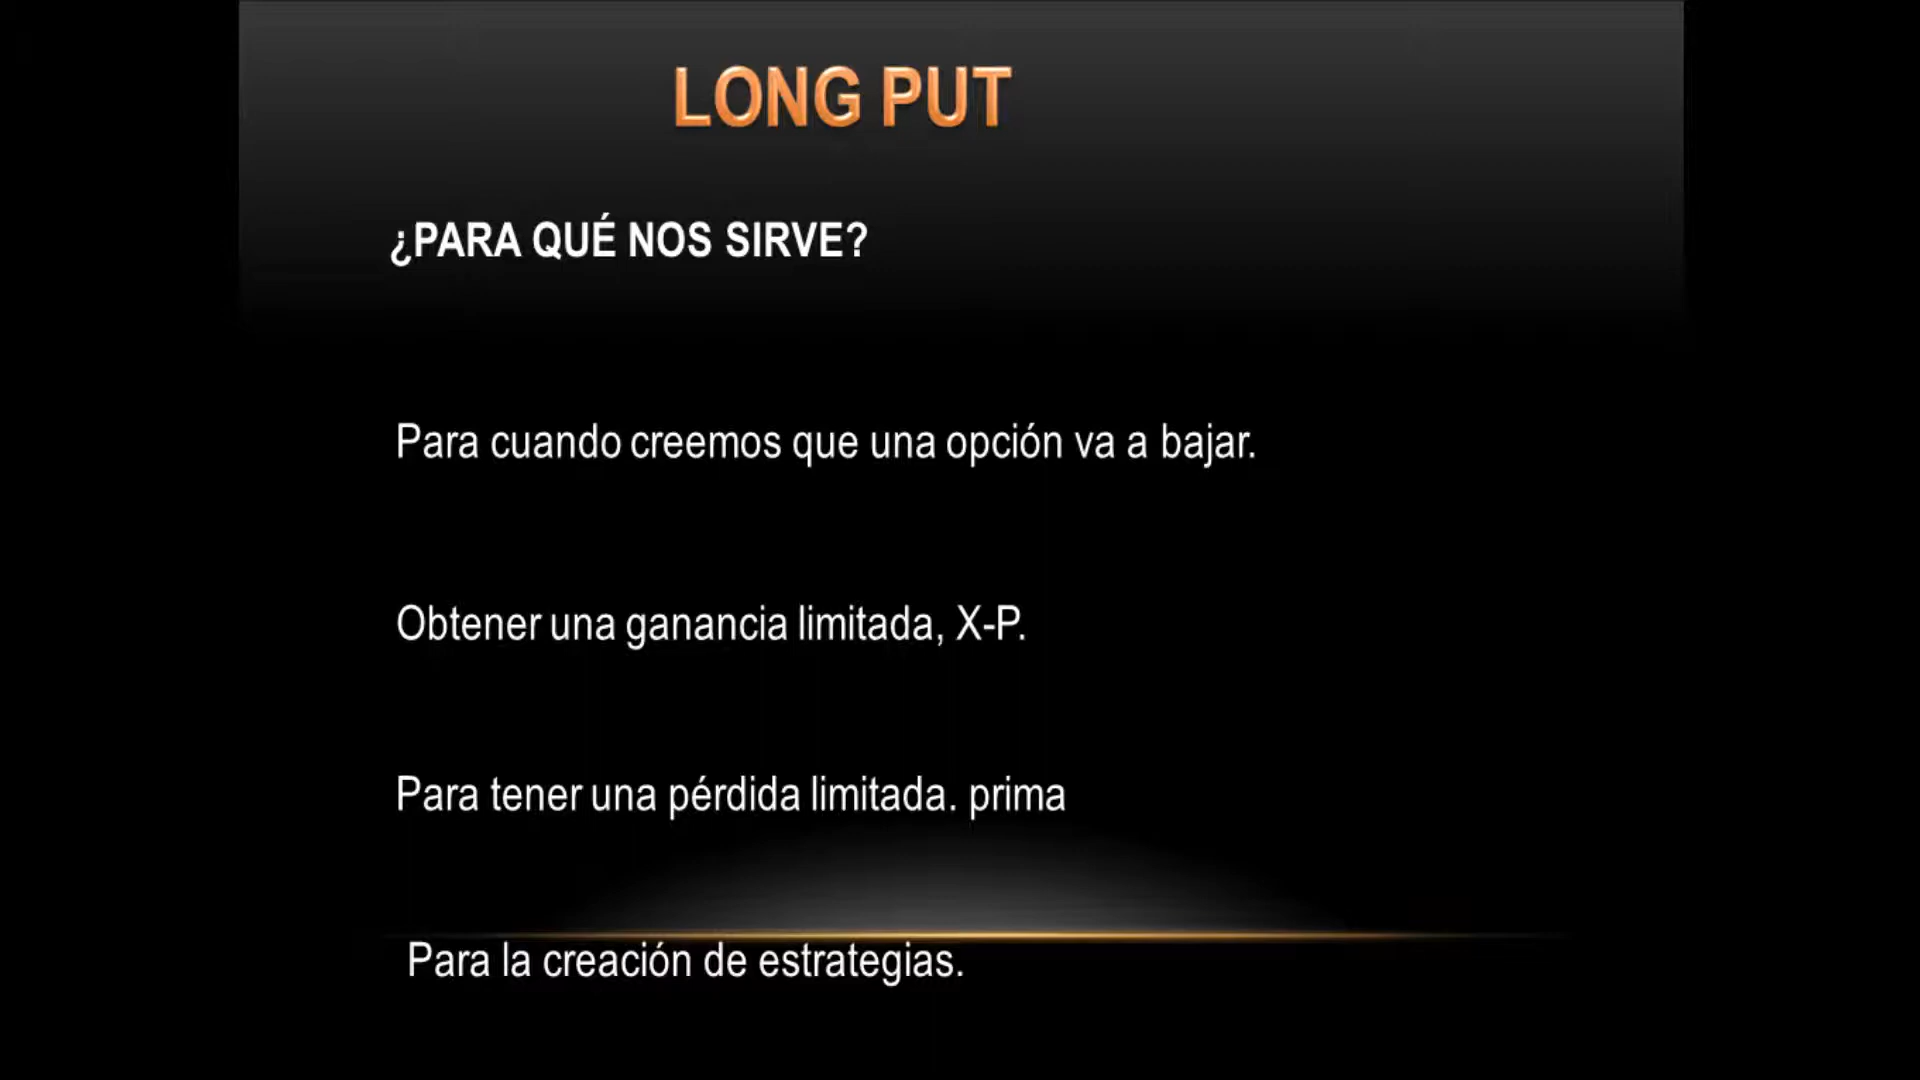 LONG PUT
¿PARA QUÉ NOS SIRVE?
Para cuando creemos que una opción va a bajar.
Obtener una ganancia limitada, X-P.
Para tener una pérdida limitada. prima
Para la creación de estrategias.